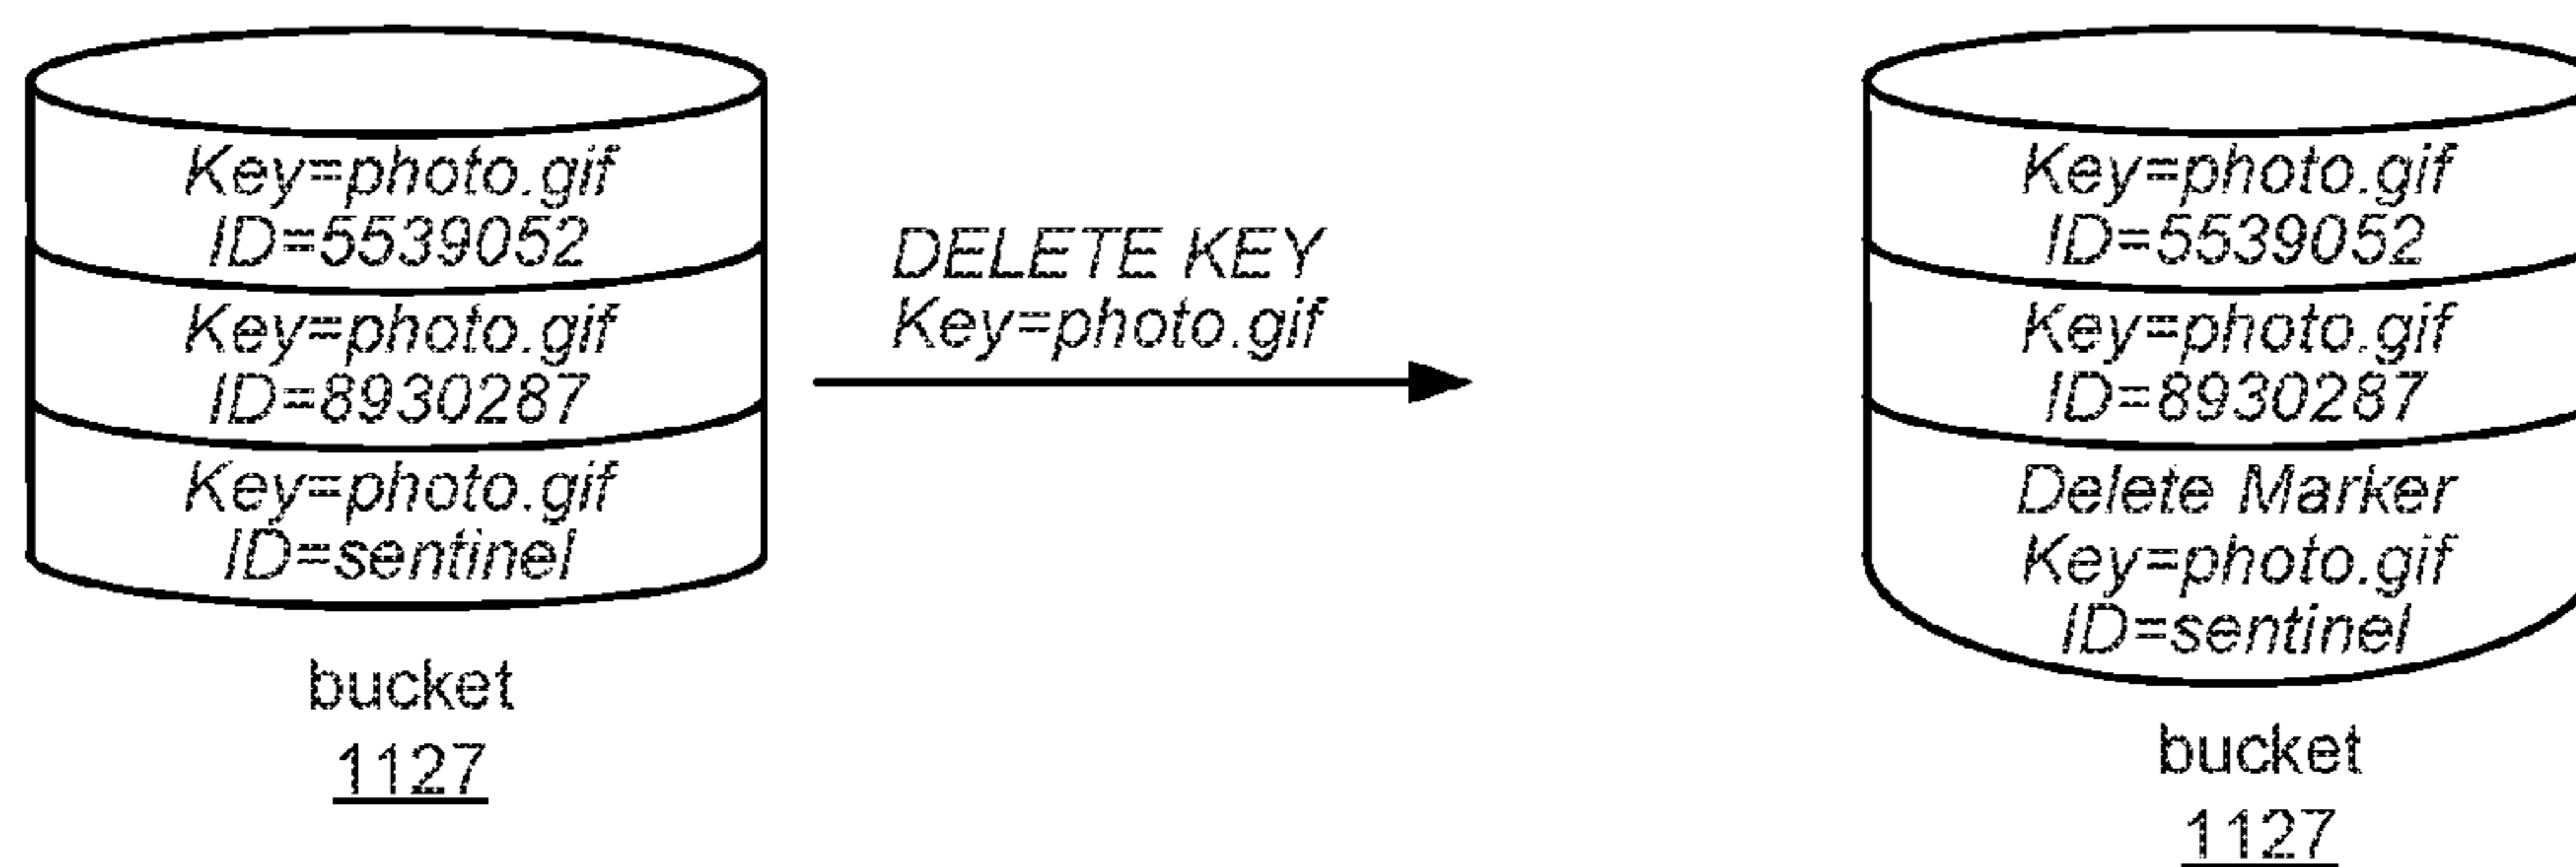 Key=photo.gif
ID=5539052
Key=photo.gif
ID=8930287
Key=photo.gif
ID=sentinel
bucket
1127
DELETE KEY
Key=photo.gif
Key=photo.gif
ID=5539052
Key=photo.gif
ID=8930287
Delete Marker
Key=photo.gif
ID=sentinel
bucket
1127